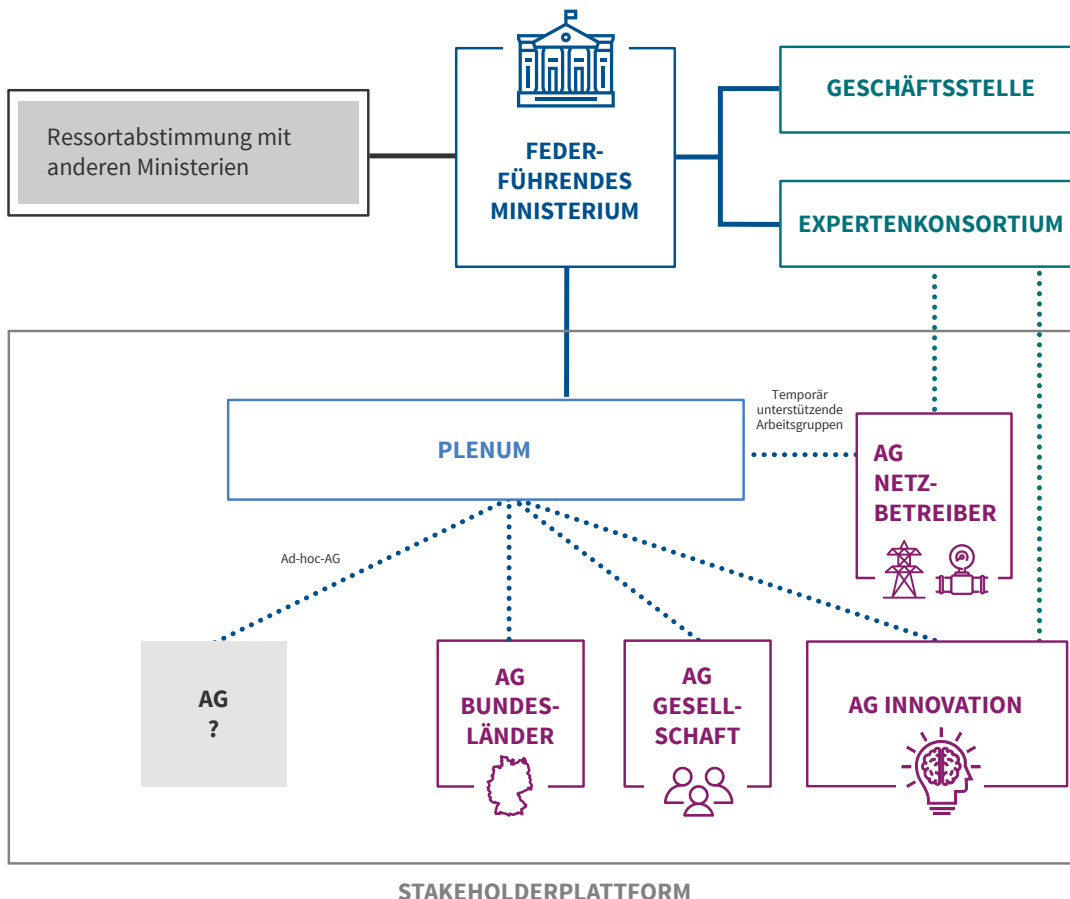 GESCHÄFTSSTELLE
Ressortabstimmung mit
anderen Ministerien
FEDER-
FÜHRENDES
MINISTERIUM
EXPERTENKONSORTIUM
Temporär
unterstützende
Arbeitsgruppen
PLENUM
AG
NETZ-
BETREIBER
Ad-hoc-AG
AG
?
AG
BUNDES-
LÄNDER
AG
GESELL-
SCHAFT
AG INNOVATION
STAKEHOLDERPLATTFORM